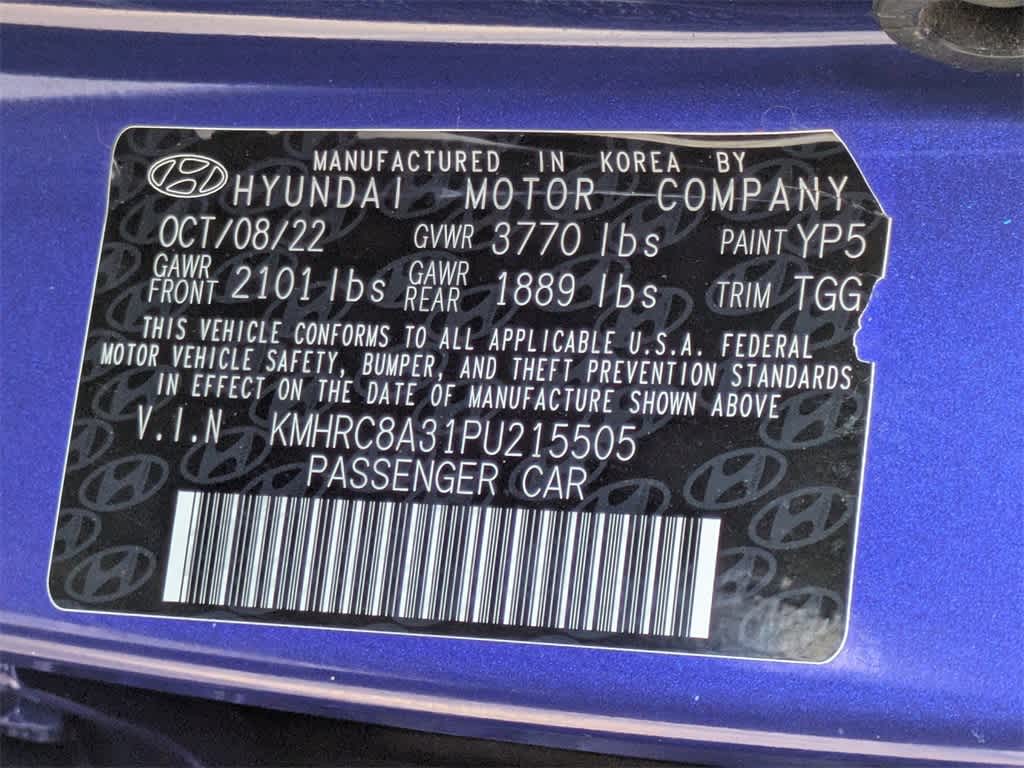 MANUFACTURED IN KOREA BY
HYUNDAI MOTOR COMPANY
OCT/08/22 GVWR 3770 lbs PAINT YP5
GAWR FRONT 2101 lbs GAWR REAR 1889 lbs TRIM TGG
THIS VEHICLE CONFORMS TO ALL APPLICABLE U.S.A. FEDERAL
MOTOR VEHICLE SAFETY, BUMPER, AND THEFT PREVENTION STANDARDS
IN EFFECT ON THE DATE OF MANUFACTURE SHOWN ABOVE
V.I.N KMHRC8A31PU215505
PASSENGER CAR